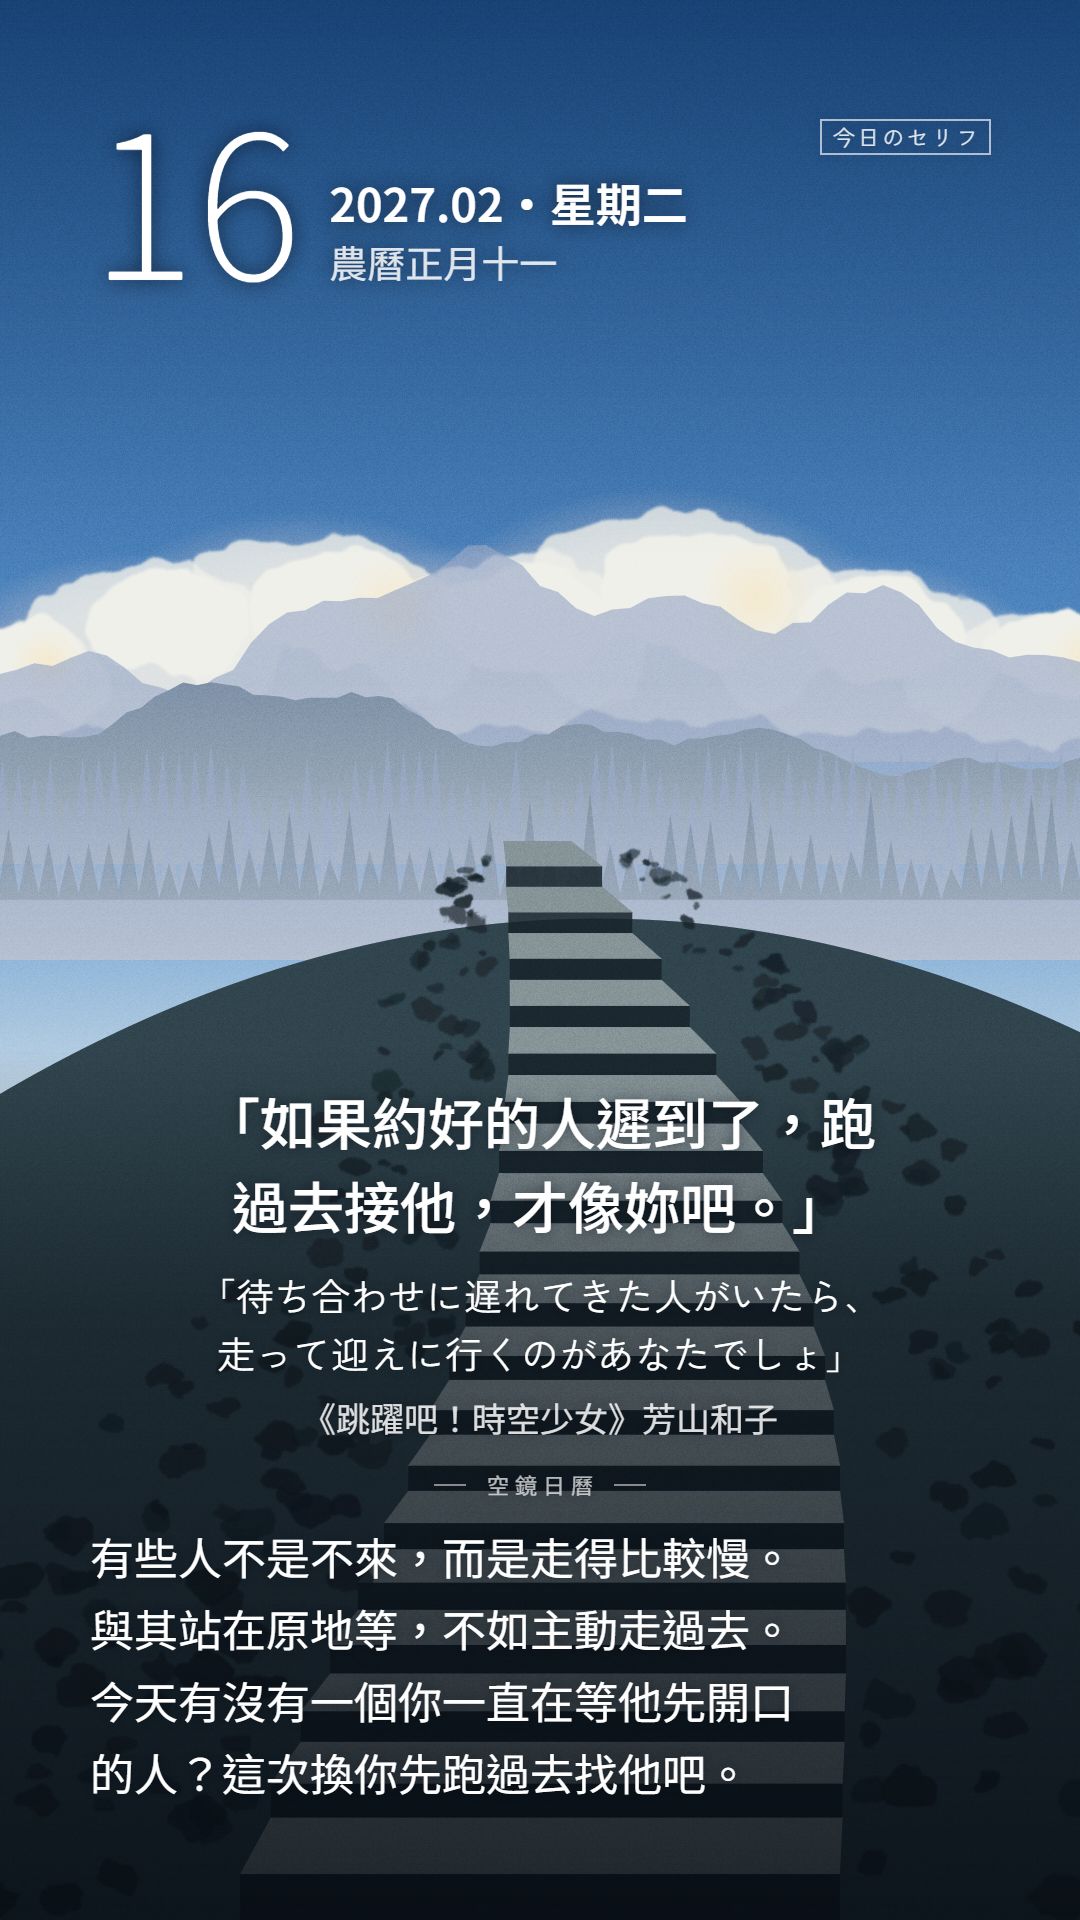 今日のセリフ
16
2027.02・星期二
農曆正月十一
「如果約好的人遲到了，跑
過去接他，才像妳吧。」
「待ち合わせに遅れてきた人がいたら、
走って迎えに行くのがあなたでしょ」
《跳躍吧！時空少女》芳山和子
空鏡日曆
有些人不是不來，而是走得比較慢。
與其站在原地等，不如主動走過去。
今天有沒有一個你一直在等他先開口
的人？這次換你先跑過去找他吧。